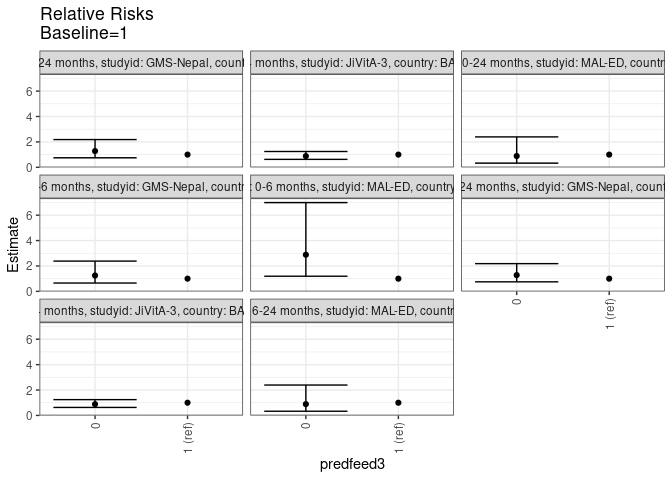 Relative Risks
Baseline=1
24 months, studyid: GMS-Nepal, count
months, studyid: JiVitA-3, country: BA
0-24 months, studyid: MAL-ED, countr
6
4
2
0
-6 months, studyid: GMS-Nepal, countr
: 0-6 months, studyid: MAL-ED, country
24 months, studyid: GMS-Nepal, count
6
4
2
0
Estimate
months, studyid: JiVitA-3, country: BA
6-24 months, studyid: MAL-ED, countr
0
1 (ref)
6
4
2
0
0
1 (ref)
0
1 (ref)
predfeed3